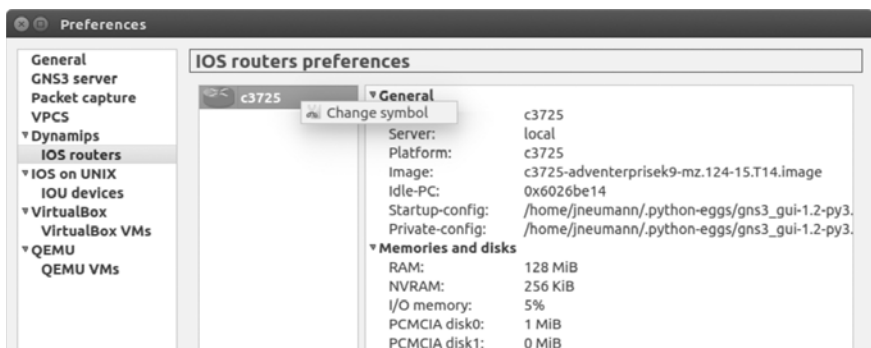 Preferences
General
GNS3 server
Packet capture
VPCS
Dynamips
IOS routers
IOS on UNIX
IOU devices
VirtualBox
VirtualBox VMs
QEMU
QEMU VMs
IOS routers preferences
c3725
Change symbol
General
c3725
Server: local
Platform: c3725
Image: c3725-adventerprisek9-mz.124-15.T14.image
Idle-PC: 0x6026be14
Startup-config: /home/jneumann/.python-eggs/gns3_gui-1.2-py3.
Private-config: /home/jneumann/.python-eggs/gns3_gui-1.2-py3.
Memories and disks
RAM: 128 MiB
NVRAM: 256 KiB
I/O memory: 5%
PCMCIA disk0: 1 MiB
PCMCIA disk1: 0 MiB